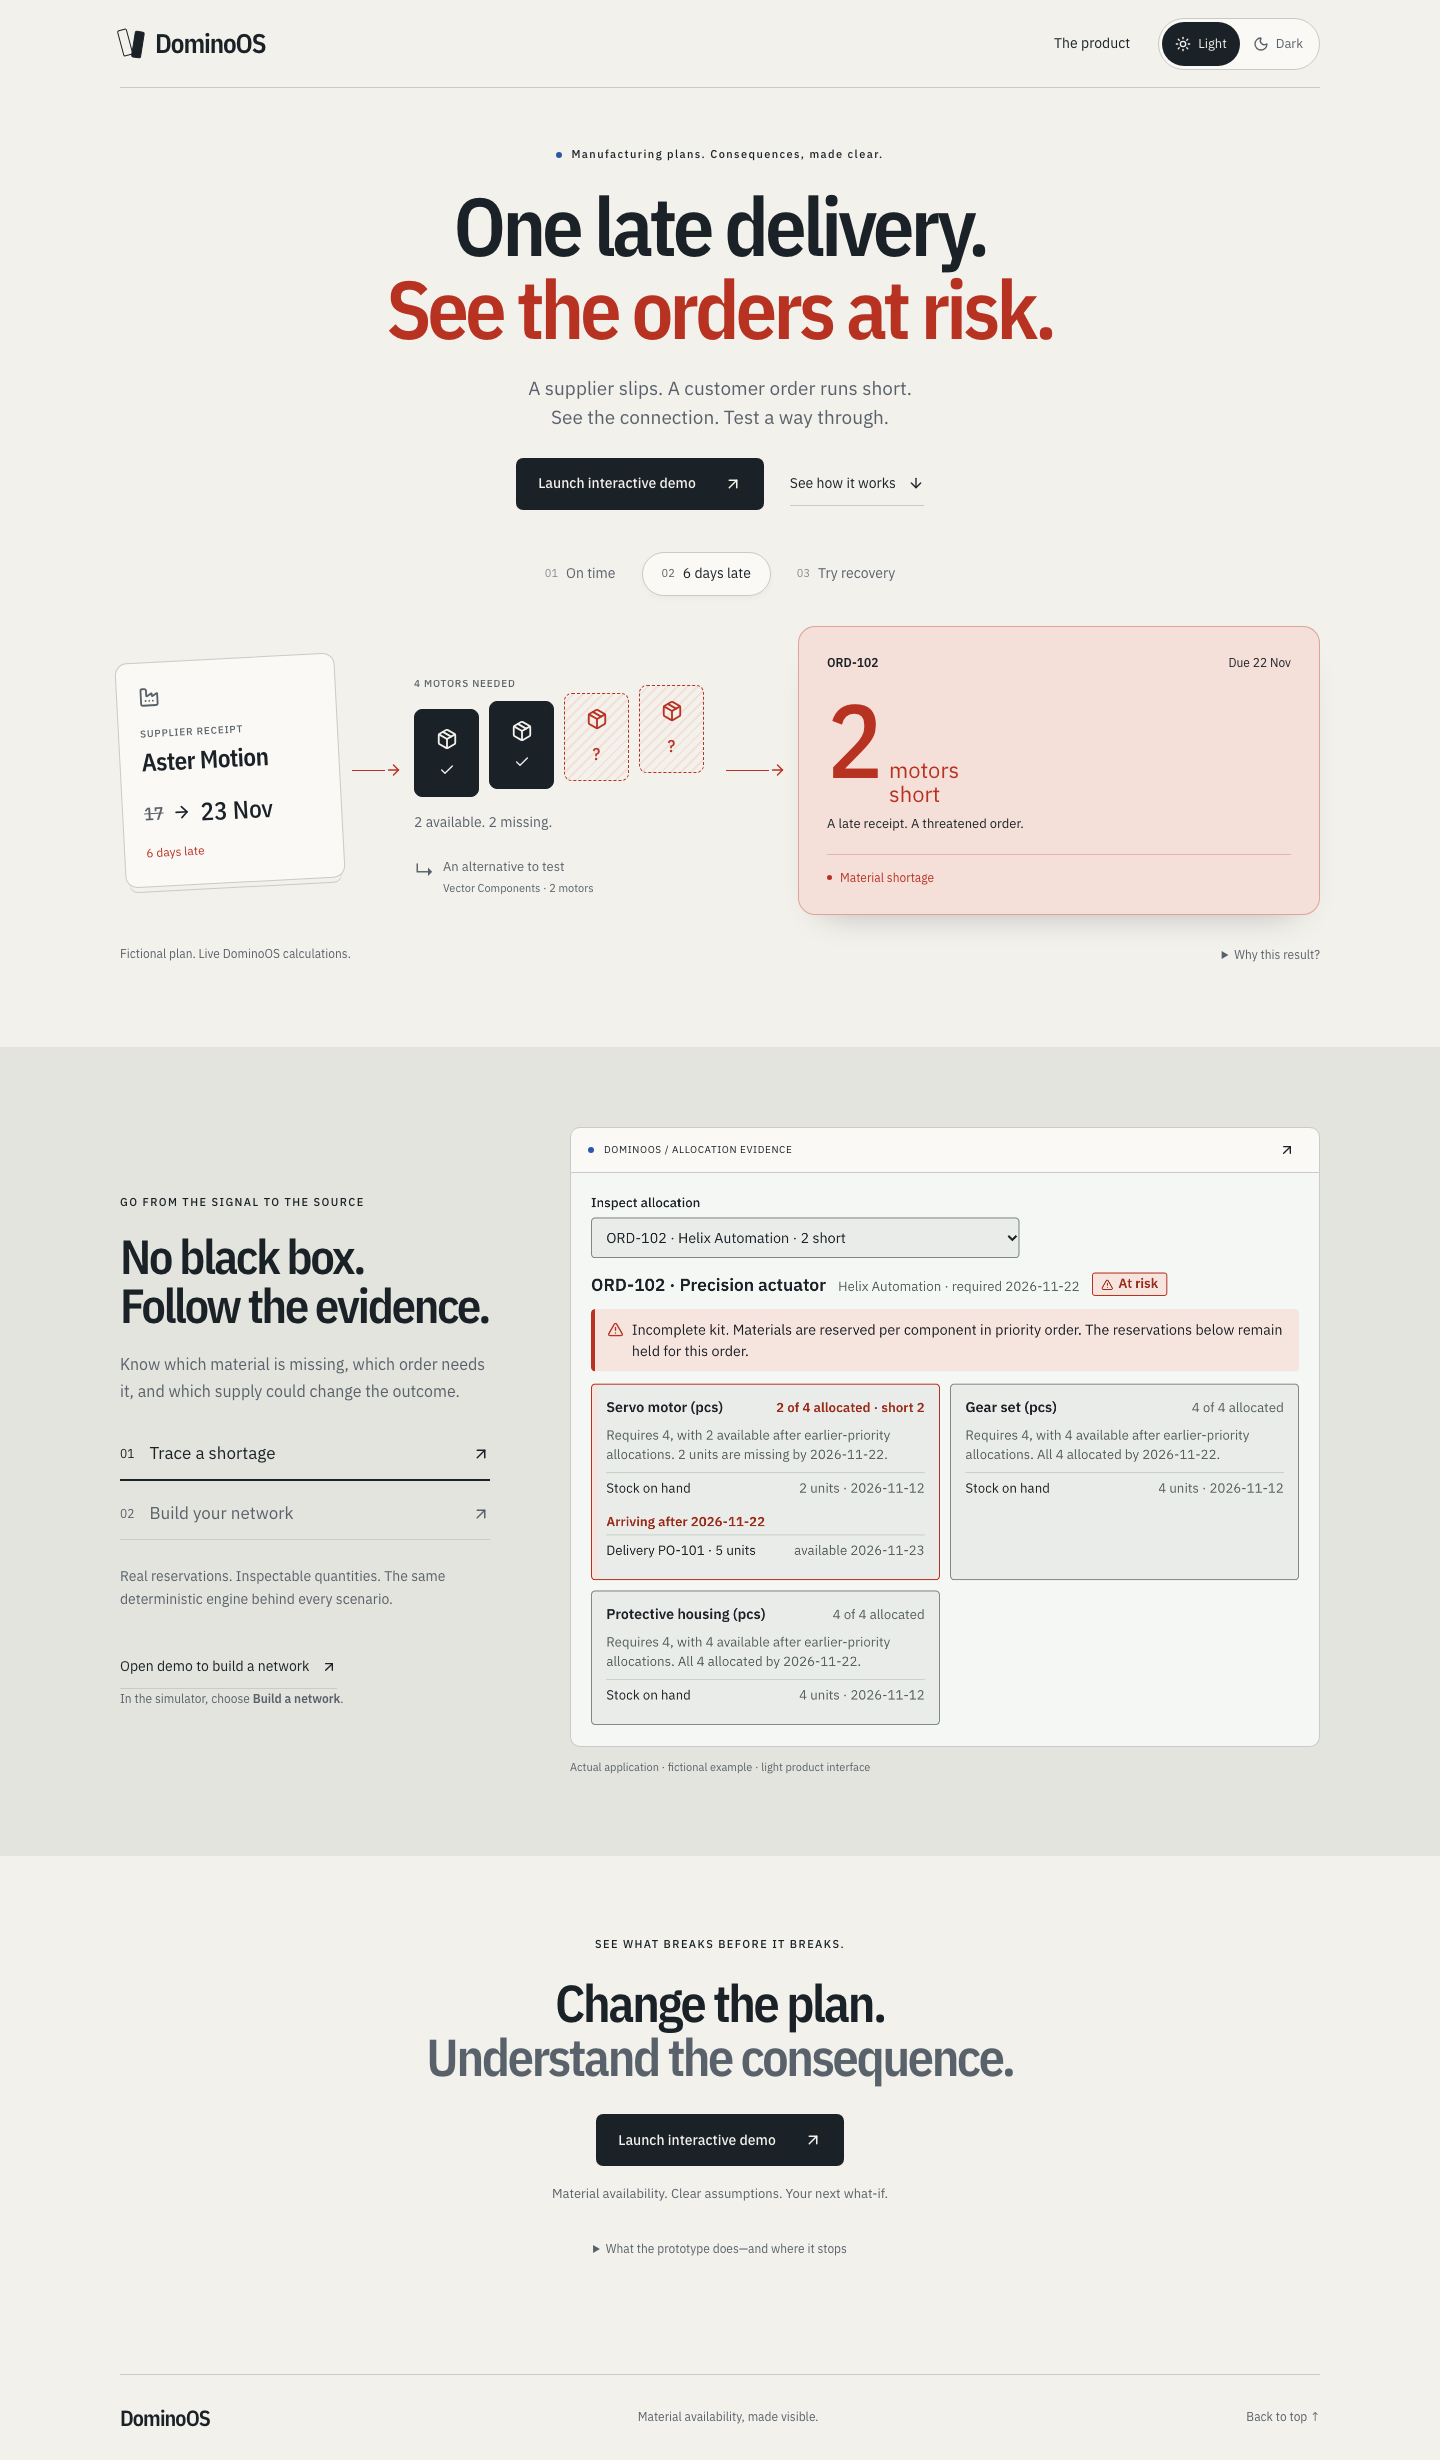 DominoOS
The product
Light
Dark
Manufacturing plans. Consequences, made clear.
One late delivery.
See the orders at risk.
A supplier slips. A customer order runs short.
See the connection. Test a way through.
Launch interactive demo
See how it works
01 On time
02 6 days late
03 Try recovery
SUPPLIER RECEIPT
Aster Motion
17 → 23 Nov
6 days late
4 MOTORS NEEDED
?
?
2 available. 2 missing.
An alternative to test
Vector Components · 2 motors
ORD-102
Due 22 Nov
2 motors
short
A late receipt. A threatened order.
Material shortage
Fictional plan. Live DominoOS calculations.
Why this result?
GO FROM THE SIGNAL TO THE SOURCE
No black box.
Follow the evidence.
Know which material is missing, which order needs
it, and which supply could change the outcome.
01 Trace a shortage
02 Build your network
Real reservations. Inspectable quantities. The same
deterministic engine behind every scenario.
Open demo to build a network
In the simulator, choose Build a network.
DOMINOOS / ALLOCATION EVIDENCE
Inspect allocation
ORD-102 · Helix Automation · 2 short
ORD-102 · Precision actuator Helix Automation · required 2026-11-22 At risk
Incomplete kit. Materials are reserved per component in priority order. The reservations below remain
held for this order.
Servo motor (pcs) 2 of 4 allocated · short 2
Requires 4, with 2 available after earlier-priority
allocations. 2 units are missing by 2026-11-22.
Stock on hand 2 units · 2026-11-12
Arriving after 2026-11-22
Delivery PO-101 · 5 units available 2026-11-23
Gear set (pcs) 4 of 4 allocated
Requires 4, with 4 available after earlier-priority
allocations. All 4 allocated by 2026-11-22.
Stock on hand 4 units · 2026-11-12
Protective housing (pcs) 4 of 4 allocated
Requires 4, with 4 available after earlier-priority
allocations. All 4 allocated by 2026-11-22.
Stock on hand 4 units · 2026-11-12
Actual application · fictional example · light product interface
SEE WHAT BREAKS BEFORE IT BREAKS.
Change the plan.
Understand the consequence.
Launch interactive demo
Material availability. Clear assumptions. Your next what-if.
What the prototype does—and where it stops
DominoOS
Material availability, made visible.
Back to top ↑